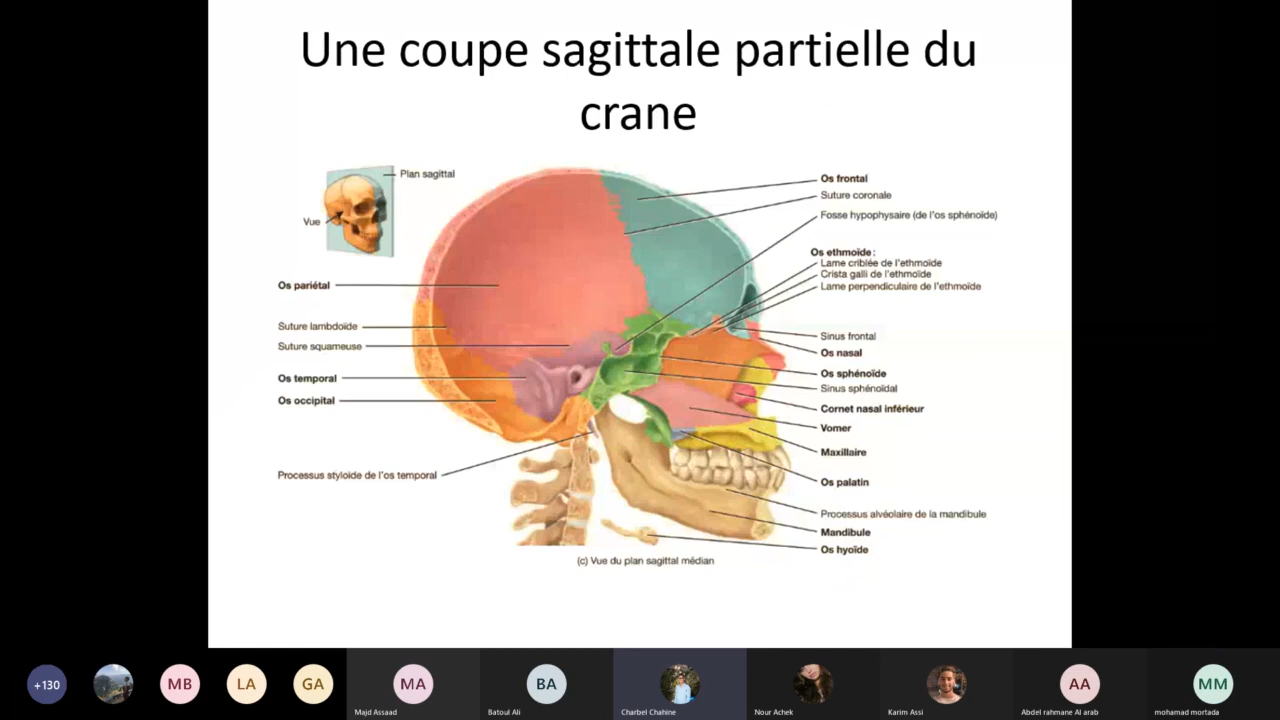 Une coupe sagittale partielle du
crane
Plan sagittal
Vue
Os pariétal
Suture lambdoïde
Suture squameuse
Os temporal
Os occipital
Processus styloïde de l'os temporal
Os frontal
Suture coronale
Fosse hypophysaire (de l'os sphénoïde)
Os ethmoïde :
Lame criblée de l'ethmoïde
Crista galli de l'ethmoïde
Lame perpendiculaire de l'ethmoïde
Sinus frontal
Os nasal
Os sphénoïde
Sinus sphénoïdal
Cornet nasal inférieur
Vomer
Maxillaire
Os palatin
Processus alvéolaire de la mandibule
Mandibule
Os hyoïde
(c) Vue du plan sagittal médian
+130
MB
LA
GA
MA
Majd Assaad
BA
Batoul Ali
Charbel Chahine
Nour Achek
Karim Assi
AA
Abdel rahmane Al arab
MM
mohamad mortada